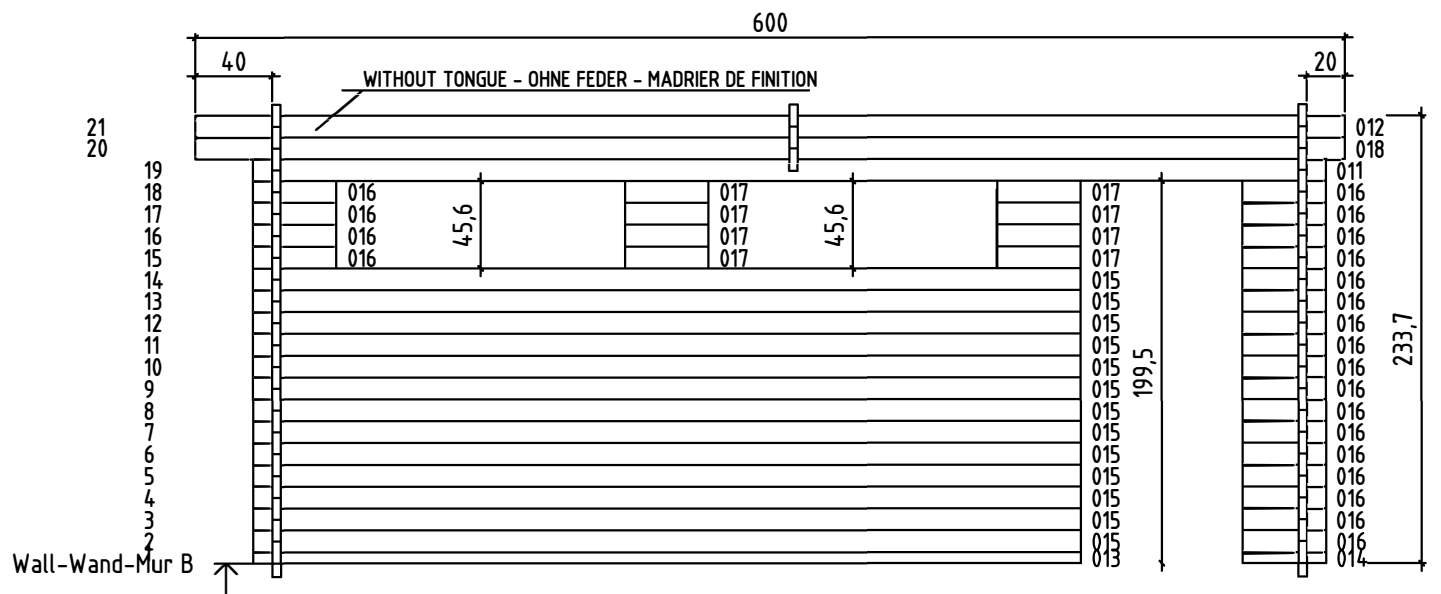 600
40 20
WITHOUT TONGUE - OHNE FEDER - MADRIER DE FINITION
21 012
20 018
19 011
18 016 017 017 016
17 016 017 017 016
16 016 017 017 016
15 016 017 017 016
45,6 45,6
14 015 016
13 015 016
12 015 016
11 015 016
10 015 016
9 015 016
8 015 016
7 015 016
6 015 016
5 015 016
4 015 016
3 015 016
2 015 016
1 013 014
199,5
233,7
Wall-Wand-Mur B